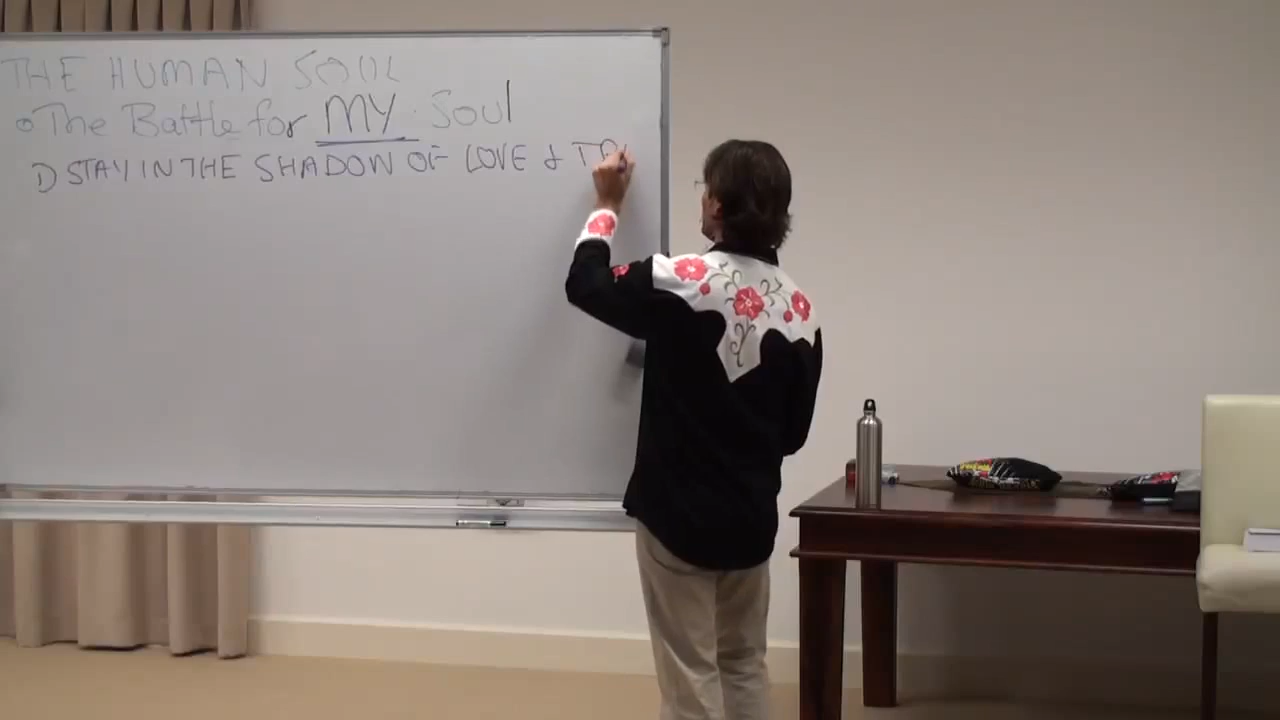 THE HUMAN SOUL
The Battle for MY Soul
1) STAY IN THE SHADOW OF LOVE &